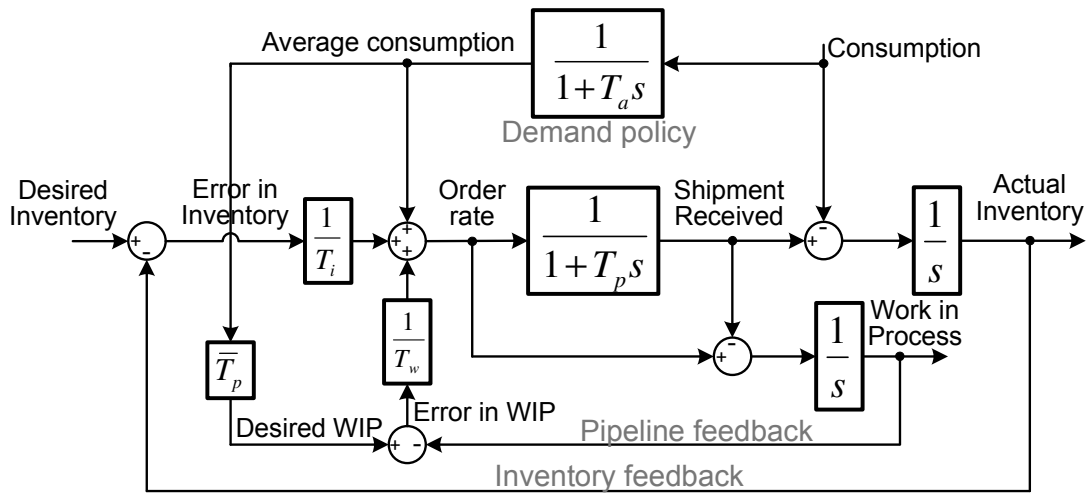 Average consumption
1
1+T_a s
Consumption
Demand policy
Desired
Inventory
+
-
Error in
Inventory
1
T_i
+
+
+
Order
rate
1
1+T_p s
Shipment
Received
-
+
1
s
Actual
Inventory
1
T_w
-
+
1
s
Work in
Process
T̅_p
Desired WIP
Error in WIP
+
-
Pipeline feedback
Inventory feedback